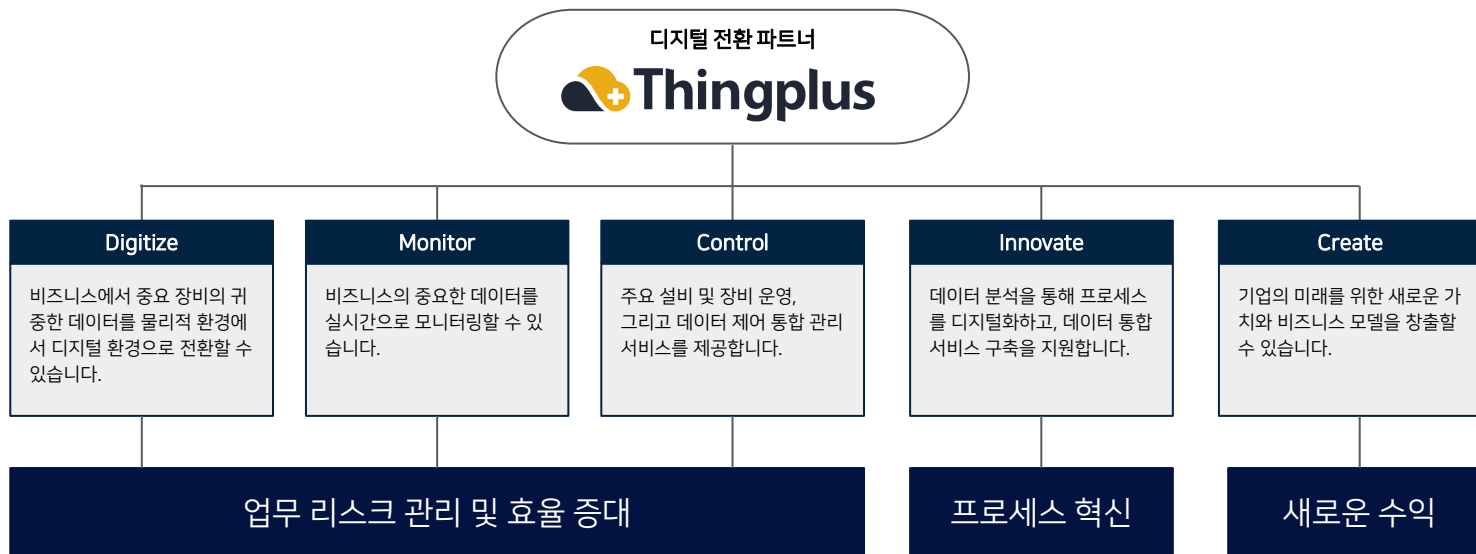 디지털 전환 파트너
Thingplus
Digitize
비즈니스에서 중요 장비의 귀
중한 데이터를 물리적 환경에
서 디지털 환경으로 전환할 수
있습니다.
Monitor
비즈니스의 중요한 데이터를
실시간으로 모니터링할 수 있
습니다.
Control
주요 설비 및 장비 운영,
그리고 데이터 제어 통합 관리
서비스를 제공합니다.
Innovate
데이터 분석을 통해 프로세스
를 디지털화하고, 데이터 통합
서비스 구축을 지원합니다.
Create
기업의 미래를 위한 새로운 가
치와 비즈니스 모델을 창출할
수 있습니다.
업무 리스크 관리 및 효율 증대
프로세스 혁신
새로운 수익